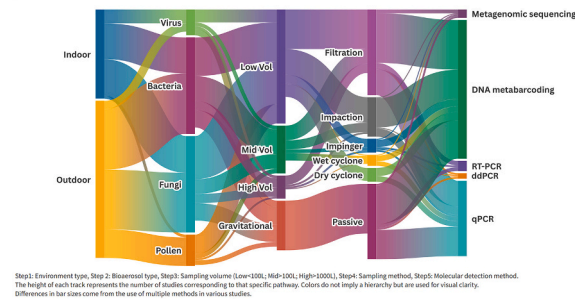 Virus
Metagenomic sequencing
Indoor
Bacteria
Low Vol
Filtration
DNA metabarcoding
Impaction
Mid Vol
Impinger
Wet cyclone
Dry cyclone
Outdoor
Fungi
High Vol
Gravitational
Passive
RT-PCR
ddPCR
qPCR
Pollen
Step1: Environment type, Step 2: Bioaerosol type, Step3: Sampling volume (Low<100L; Mid>100L; High>1000L), Step4: Sampling method, Step5: Molecular detection method.
The height of each track represents the number of studies corresponding to that specific pathway. Colors do not imply a hierarchy but are used for visual clarity.
Differences in bar sizes come from the use of multiple methods in various studies.